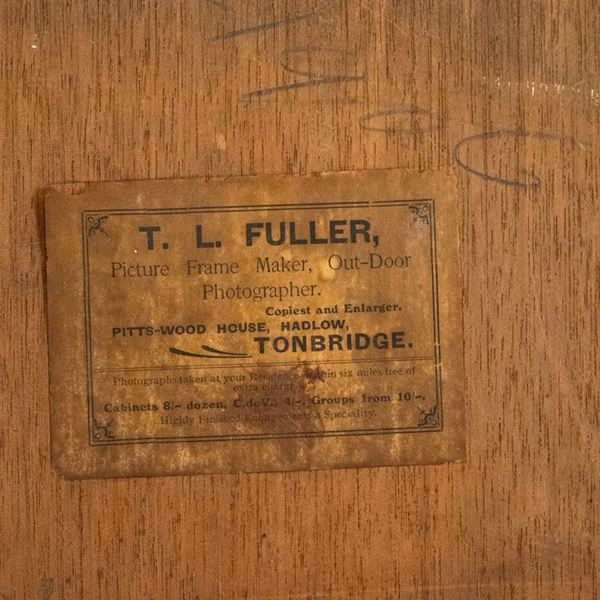 T. L. FULLER,
Picture Frame Maker, Out-Door
Photographer.
Copiest and Enlarger.
PITTS-WOOD HOUSE, HADLOW,
TONBRIDGE.
Photographs taken at your Residence within six miles free of
extra charge
Cabinets 8/- dozen, C.deV., 4/-, Groups from 10/-.
Highly Finished Enlargements a Speciality.